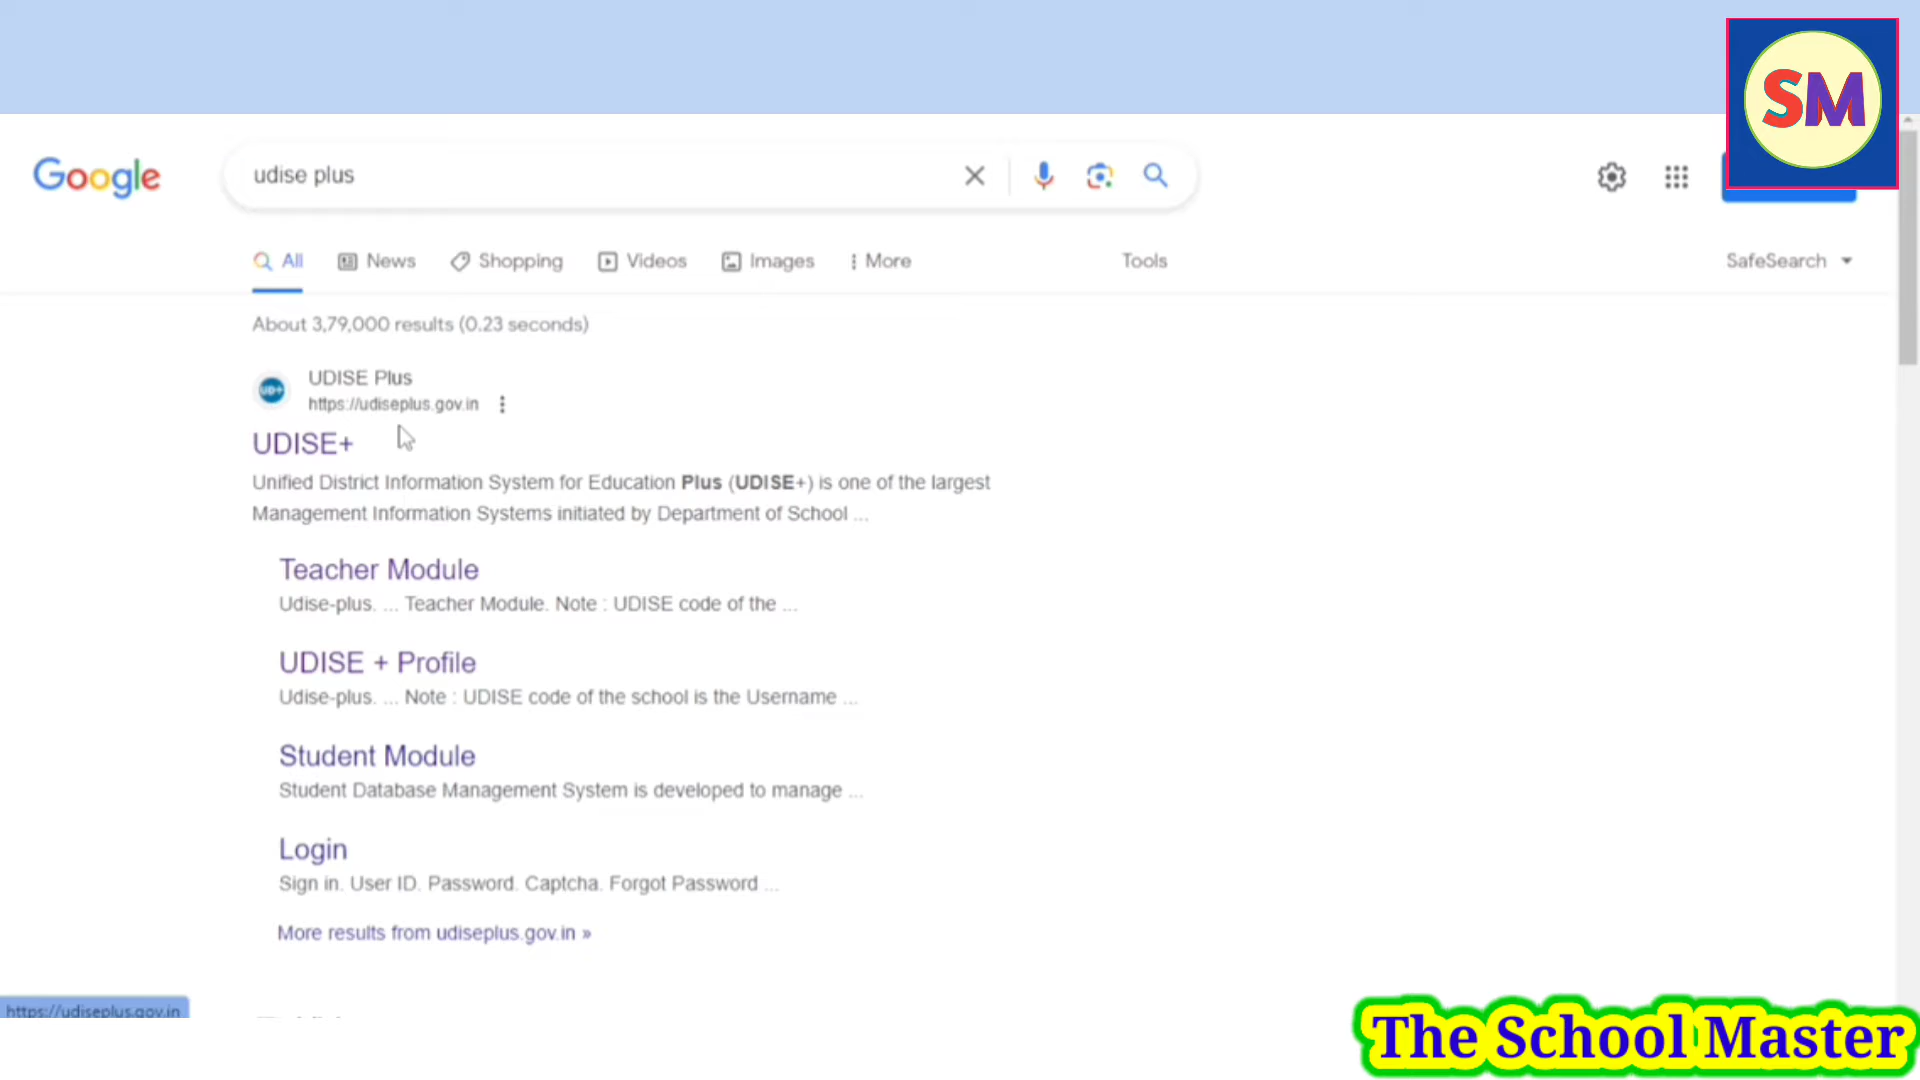 SM
Google
udise plus
All News Shopping Videos Images More Tools SafeSearch
About 3,79,000 results (0.23 seconds)
UD+
UDISE Plus
https://udiseplus.gov.in
UDISE+
Unified District Information System for Education Plus (UDISE+) is one of the largest
Management Information Systems initiated by Department of School ...
Teacher Module
Udise-plus. ... Teacher Module. Note : UDISE code of the ...
UDISE + Profile
Udise-plus. ... Note : UDISE code of the school is the Username ...
Student Module
Student Database Management System is developed to manage ...
Login
Sign in. User ID. Password. Captcha. Forgot Password ...
More results from udiseplus.gov.in »
https://udiseplus.gov.in
The School Master